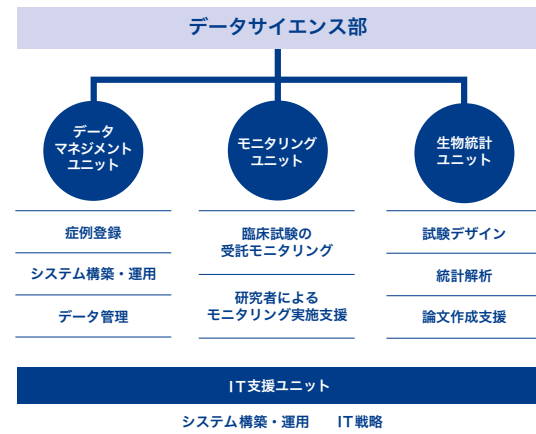 データサイエンス部
データ
マネジメント
ユニット
モニタリング
ユニット
生物統計
ユニット
症例登録
システム構築・運用
データ管理
臨床試験の
受託モニタリング
研究者による
モニタリング実施支援
試験デザイン
統計解析
論文作成支援
IT支援ユニット
システム構築・運用 IT戦略